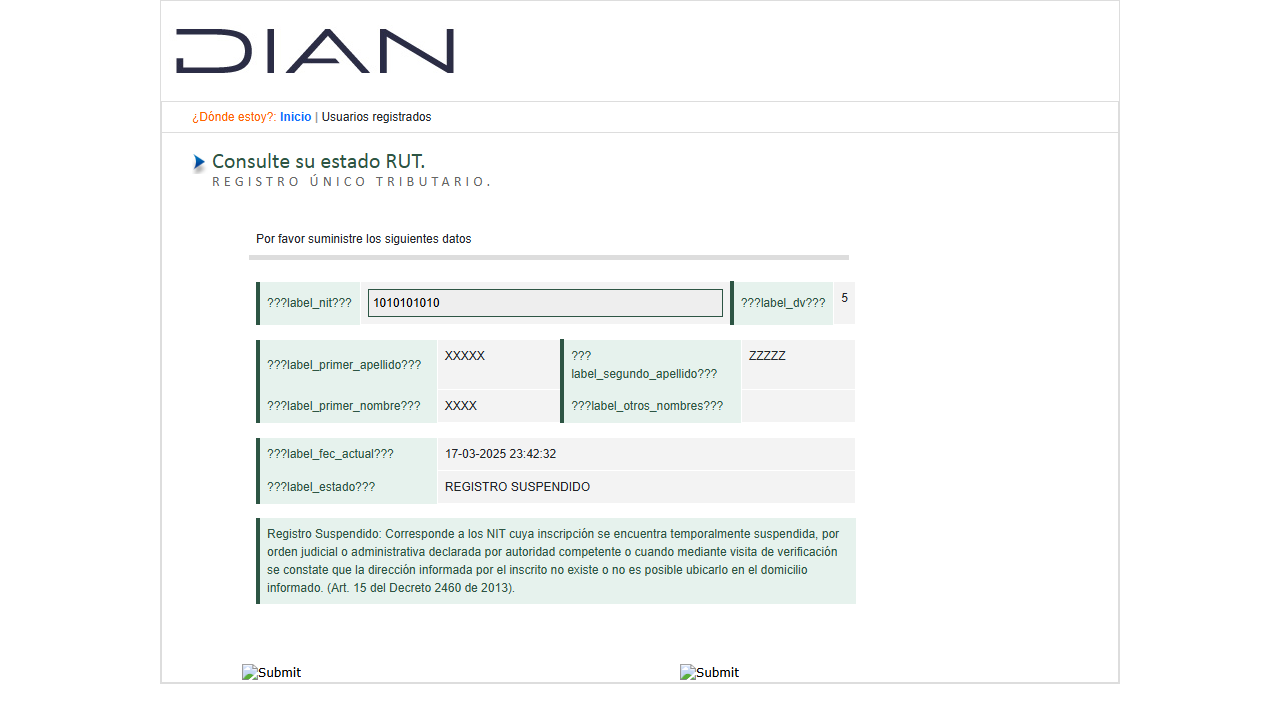 DIAN
¿Dónde estoy?: Inicio | Usuarios registrados
Consulte su estado RUT.
REGISTRO ÚNICO TRIBUTARIO.
Por favor suministre los siguientes datos
???label_nit??? 1010101010 ???label_dv??? 5
???label_primer_apellido??? XXXXX ???
label_segundo_apellido??? ZZZZZ
???label_primer_nombre??? XXXX ???label_otros_nombres???
???label_fec_actual??? 17-03-2025 23:42:32
???label_estado??? REGISTRO SUSPENDIDO
Registro Suspendido: Corresponde a los NIT cuya inscripción se encuentra temporalmente suspendida, por
orden judicial o administrativa declarada por autoridad competente o cuando mediante visita de verificación
se constate que la dirección informada por el inscrito no existe o no es posible ubicarlo en el domicilio
informado. (Art. 15 del Decreto 2460 de 2013).
Submit Submit